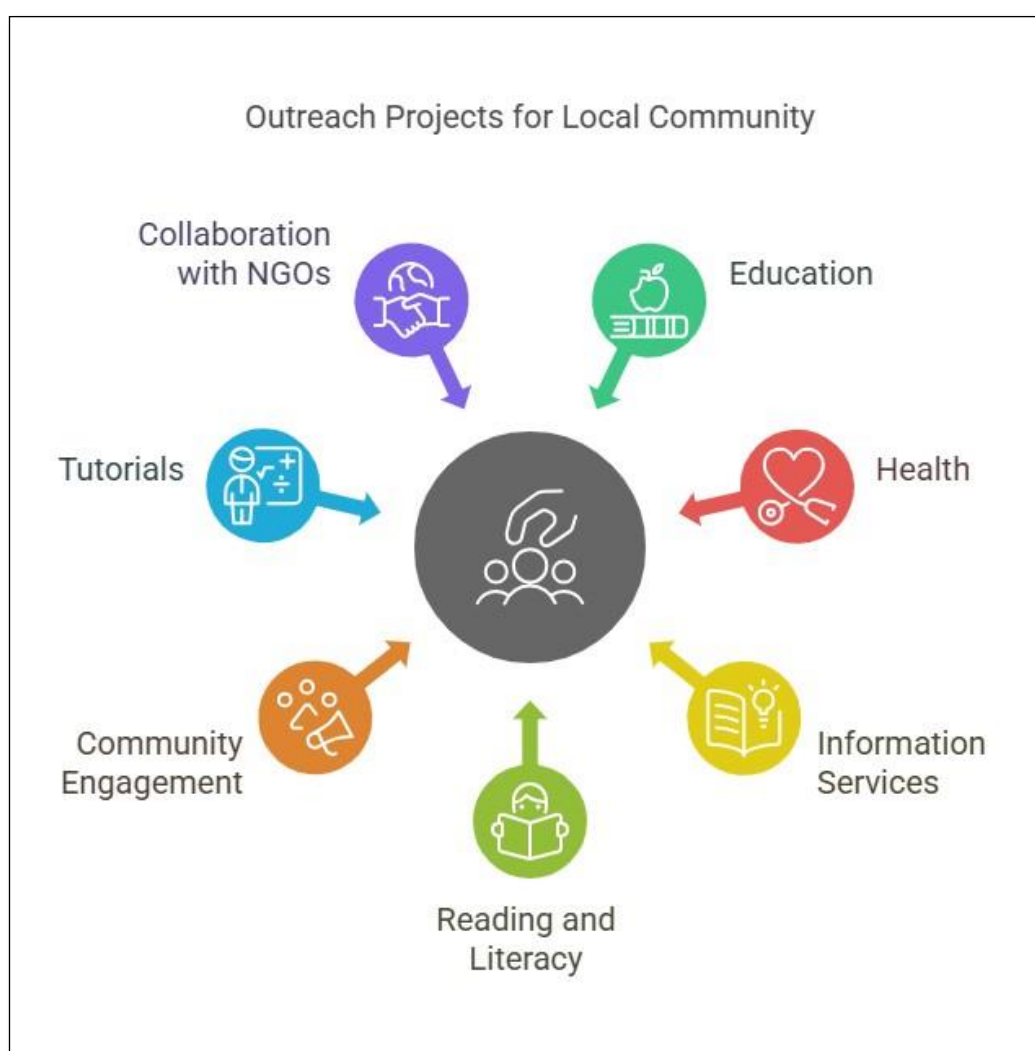 Outreach Projects for Local Community
Collaboration
with NGOs
Education
Tutorials
Health
Community
Engagement
Information
Services
Reading and
Literacy